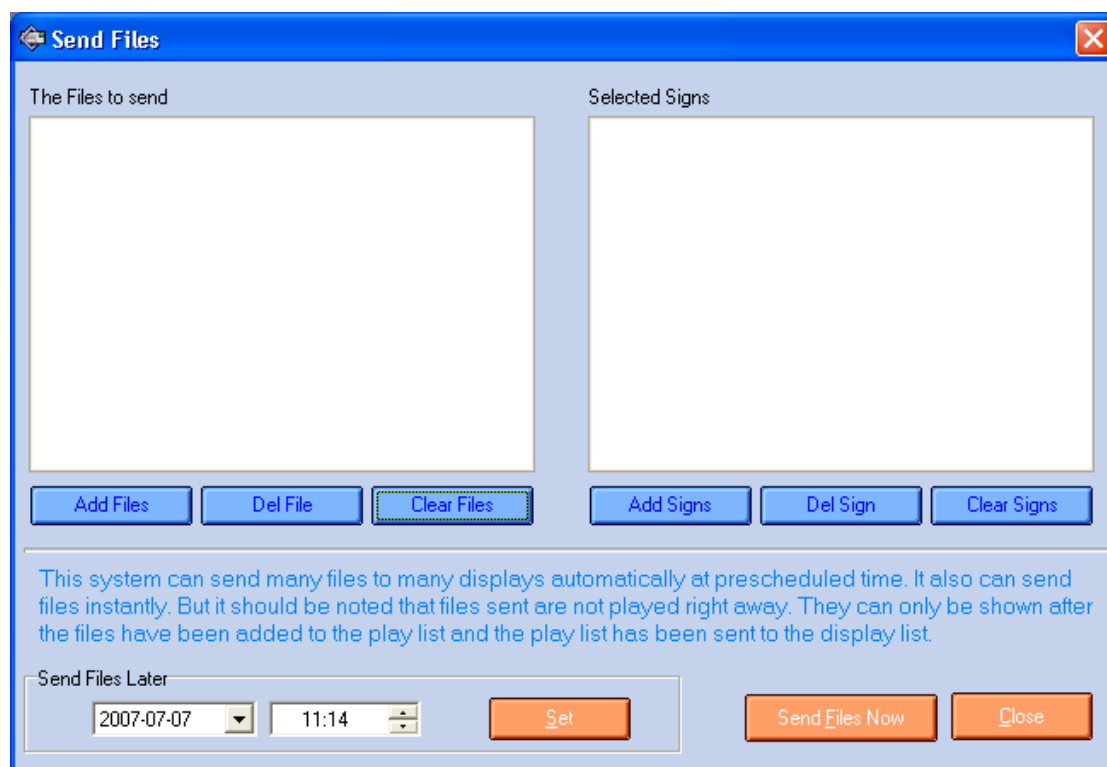 Send Files
The Files to send
Selected Signs
Add Files
Del File
Clear Files
Add Signs
Del Sign
Clear Signs
This system can send many files to many displays automatically at prescheduled time. It also can send
files instantly. But it should be noted that files sent are not played right away. They can only be shown after
the files have been added to the play list and the play list has been sent to the display list.
Send Files Later
2007-07-07
11:14
Set
Send Files Now
Close